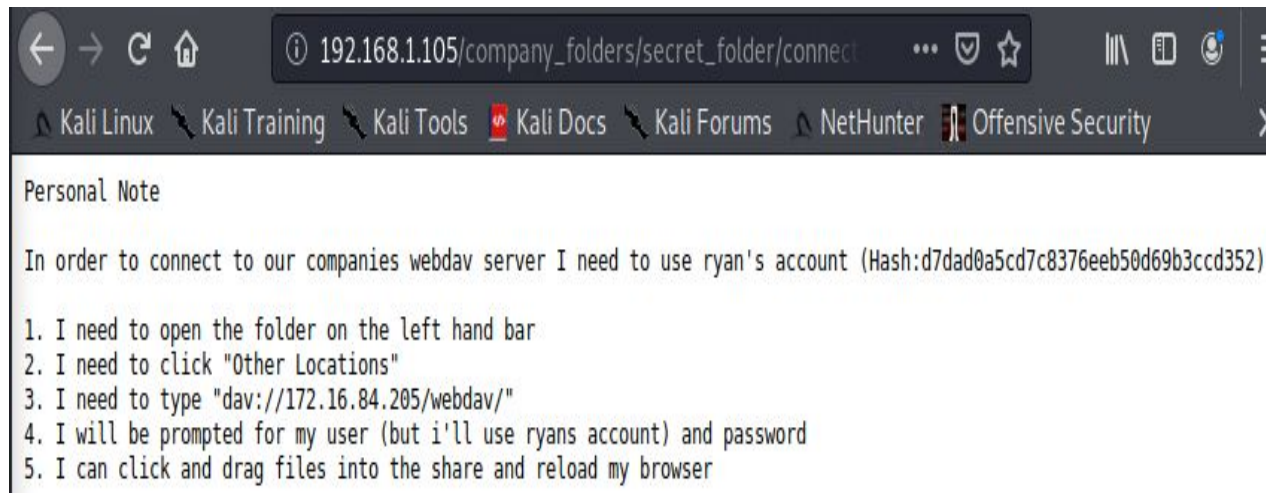 192.168.1.105/company_folders/secret_folder/connect
Kali Linux Kali Training Kali Tools Kali Docs Kali Forums NetHunter Offensive Security
Personal Note
In order to connect to our companies webdav server I need to use ryan's account (Hash:d7dad0a5cd7c8376eeb50d69b3ccd352)
1. I need to open the folder on the left hand bar
2. I need to click "Other Locations"
3. I need to type "dav://172.16.84.205/webdav/"
4. I will be prompted for my user (but i'll use ryans account) and password
5. I can click and drag files into the share and reload my browser